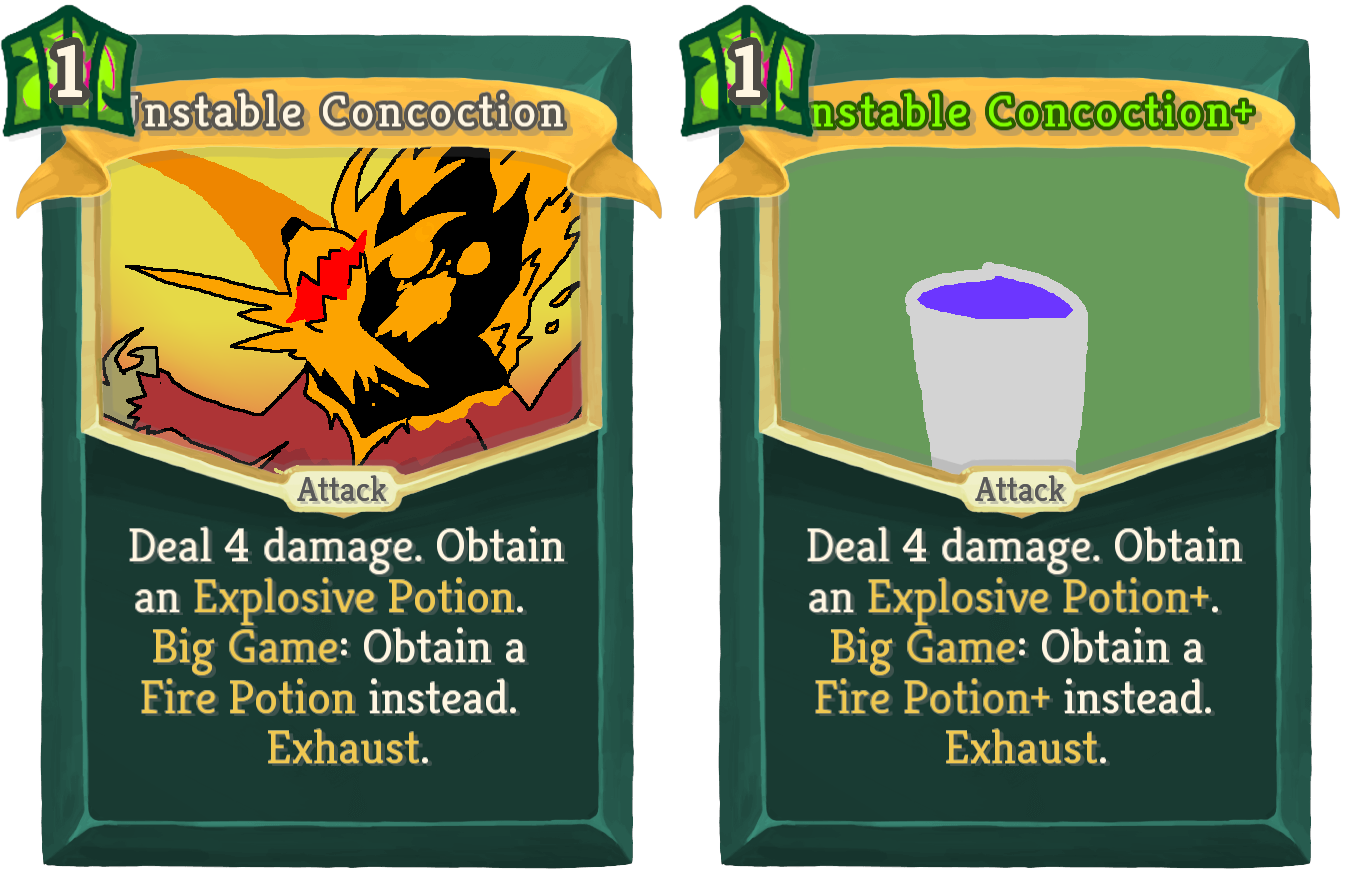 1
Unstable Concoction
Attack
Deal 4 damage. Obtain
an Explosive Potion.
Big Game: Obtain a
Fire Potion instead.
Exhaust.
1
nstable Concoction+
Attack
Deal 4 damage. Obtain
an Explosive Potion+.
Big Game: Obtain a
Fire Potion+ instead.
Exhaust.